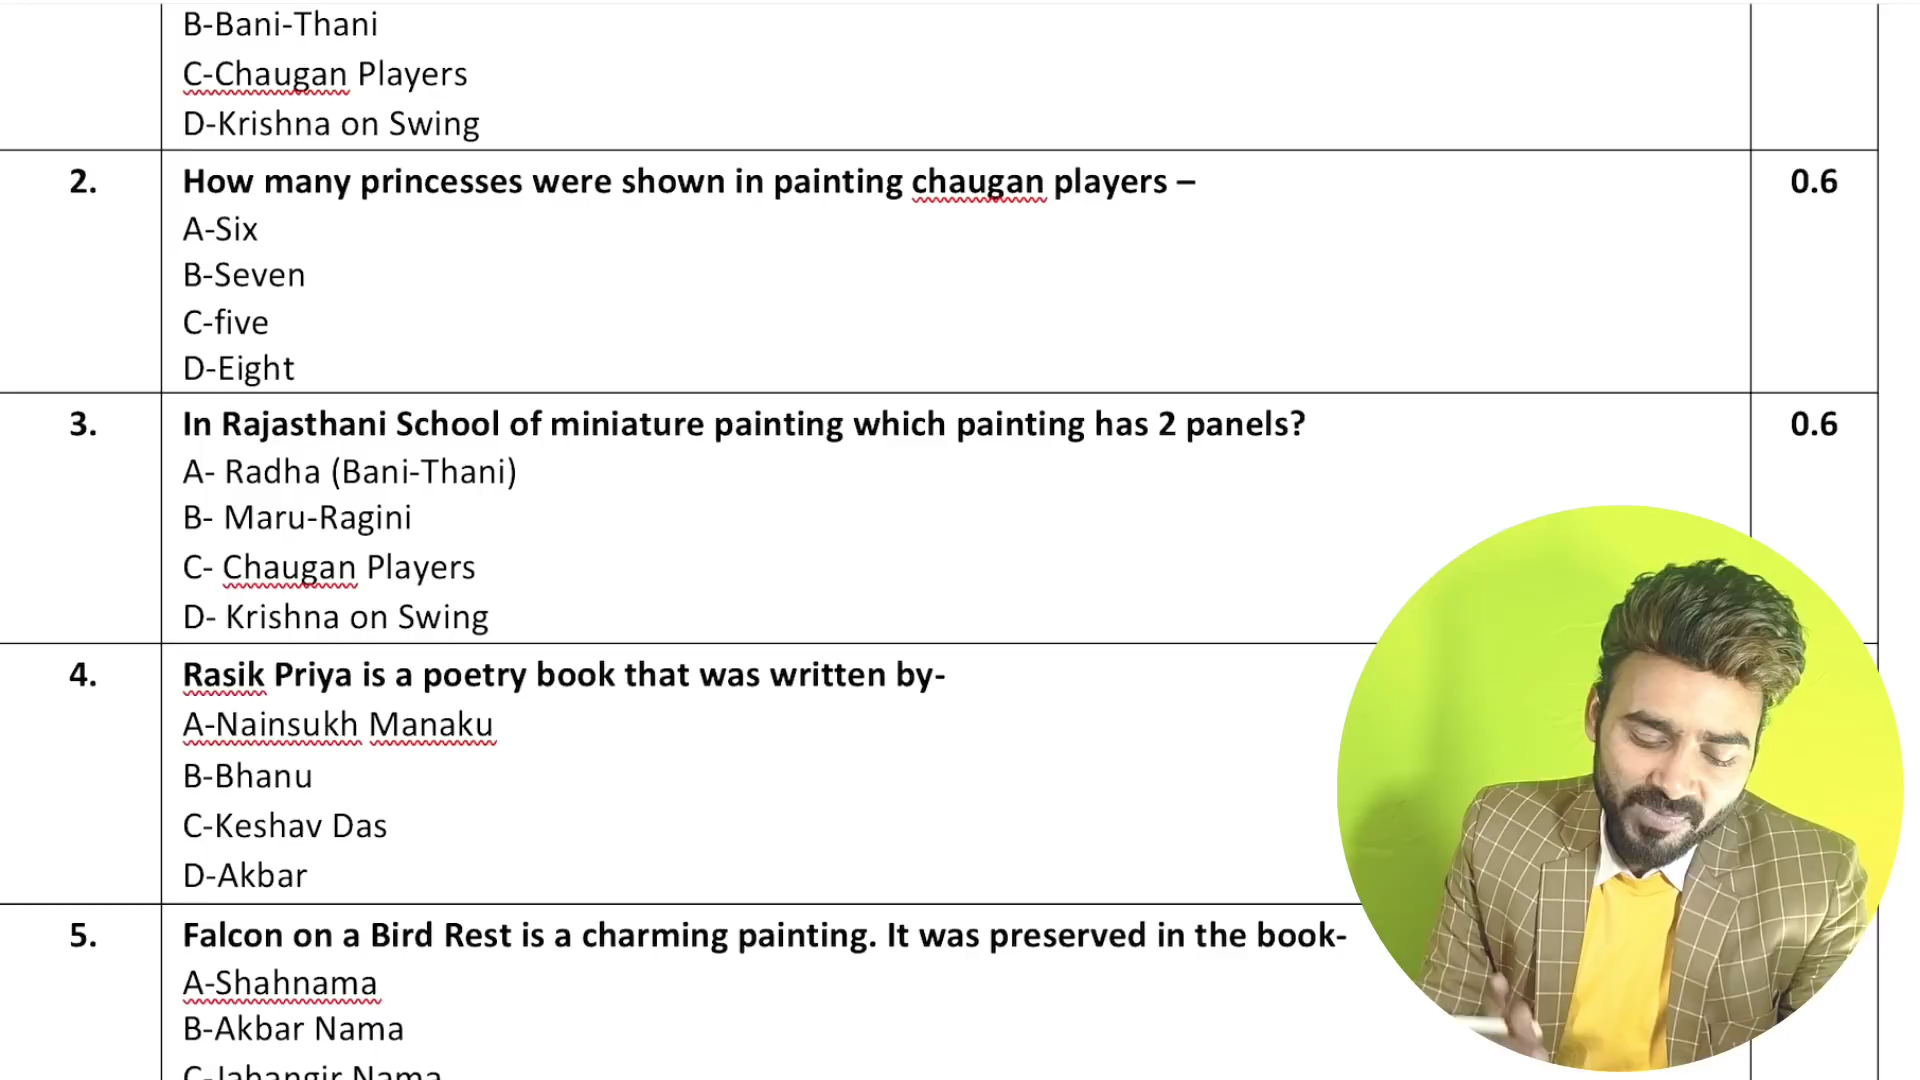 B-Bani-Thani
C-Chaugan Players
D-Krishna on Swing
2. How many princesses were shown in painting chaugan players – 0.6
A-Six
B-Seven
C-five
D-Eight
3. In Rajasthani School of miniature painting which painting has 2 panels? 0.6
A- Radha (Bani-Thani)
B- Maru-Ragini
C- Chaugan Players
D- Krishna on Swing
4. Rasik Priya is a poetry book that was written by-
A-Nainsukh Manaku
B-Bhanu
C-Keshav Das
D-Akbar
5. Falcon on a Bird Rest is a charming painting. It was preserved in the book-
A-Shahnama
B-Akbar Nama
C-Jahangir Nama